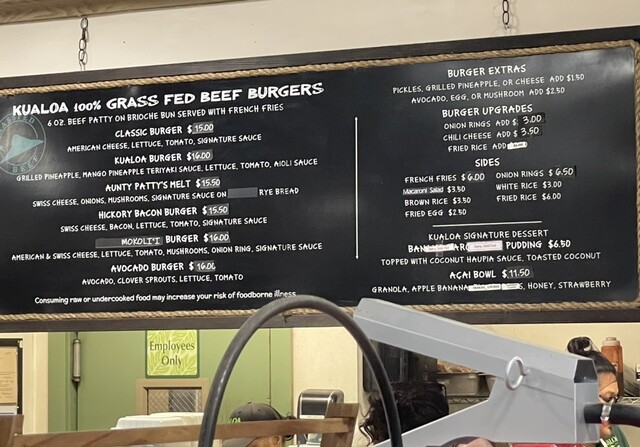 KUALOA 100% GRASS FED BEEF BURGERS
6 OZ. BEEF PATTY ON BRIOCHE BUN SERVED WITH FRENCH FRIES
CLASSIC BURGER $15.00
AMERICAN CHEESE, LETTUCE, TOMATO, SIGNATURE SAUCE
KUALOA BURGER $16.00
GRILLED PINEAPPLE, MANGO PINEAPPLE TERIYAKI SAUCE, LETTUCE, TOMATO, AIOLI SAUCE
AUNTY PATTY'S MELT $15.50
SWISS CHEESE, ONIONS, MUSHROOMS, SIGNATURE SAUCE ON RYE BREAD
HICKORY BACON BURGER $15.50
SWISS CHEESE, BACON, LETTUCE, TOMATO, SIGNATURE SAUCE
MOKOLI'I BURGER $16.00
AMERICAN & SWISS CHEESE, LETTUCE, TOMATO, MUSHROOMS, ONION RING, SIGNATURE SAUCE
AVOCADO BURGER $16.00
AVOCADO, CLOVER SPROUTS, LETTUCE, TOMATO
Consuming raw or undercooked food may increase your risk of foodborne illness
BURGER EXTRAS
PICKLES, GRILLED PINEAPPLE, OR CHEESE ADD $1.50
AVOCADO, EGG, OR MUSHROOM ADD $2.50
BURGER UPGRADES
ONION RINGS ADD $ 3.00
CHILI CHEESE ADD $ 3.50
FRIED RICE ADD
SIDES
FRENCH FRIES $6.00
Macaroni Salad $3.50
BROWN RICE $3.50
FRIED EGG $2.50
ONION RINGS $6.50
WHITE RICE $3.00
FRIED RICE $6.00
KUALOA SIGNATURE DESSERT
PUDDING $6.50
TOPPED WITH COCONUT HAUPIA SAUCE, TOASTED COCONUT
AÇAI BOWL $11.50
GRANOLA, APPLE BANANA HONEY, STRAWBERRY
Employees
Only